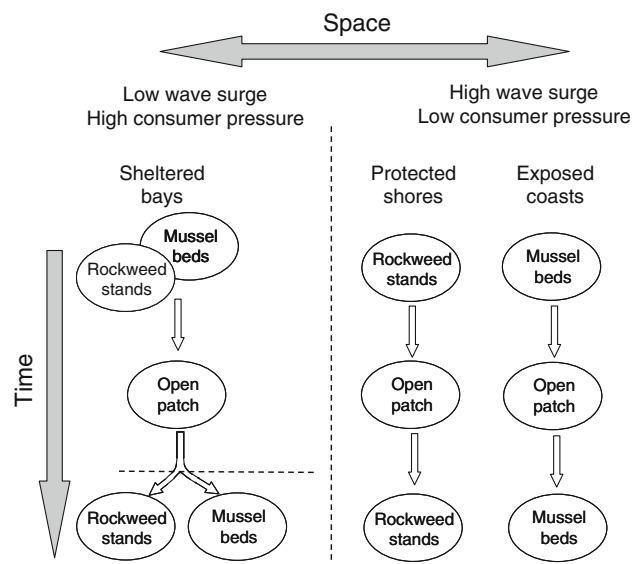 Space
Low wave surge
High consumer pressure
High wave surge
Low consumer pressure
Sheltered
bays
Protected
shores
Exposed
coasts
Mussel
beds
Rockweed
stands
Rockweed
stands
Mussel
beds
Time
Open
patch
Open
patch
Open
patch
Rockweed
stands
Mussel
beds
Rockweed
stands
Mussel
beds